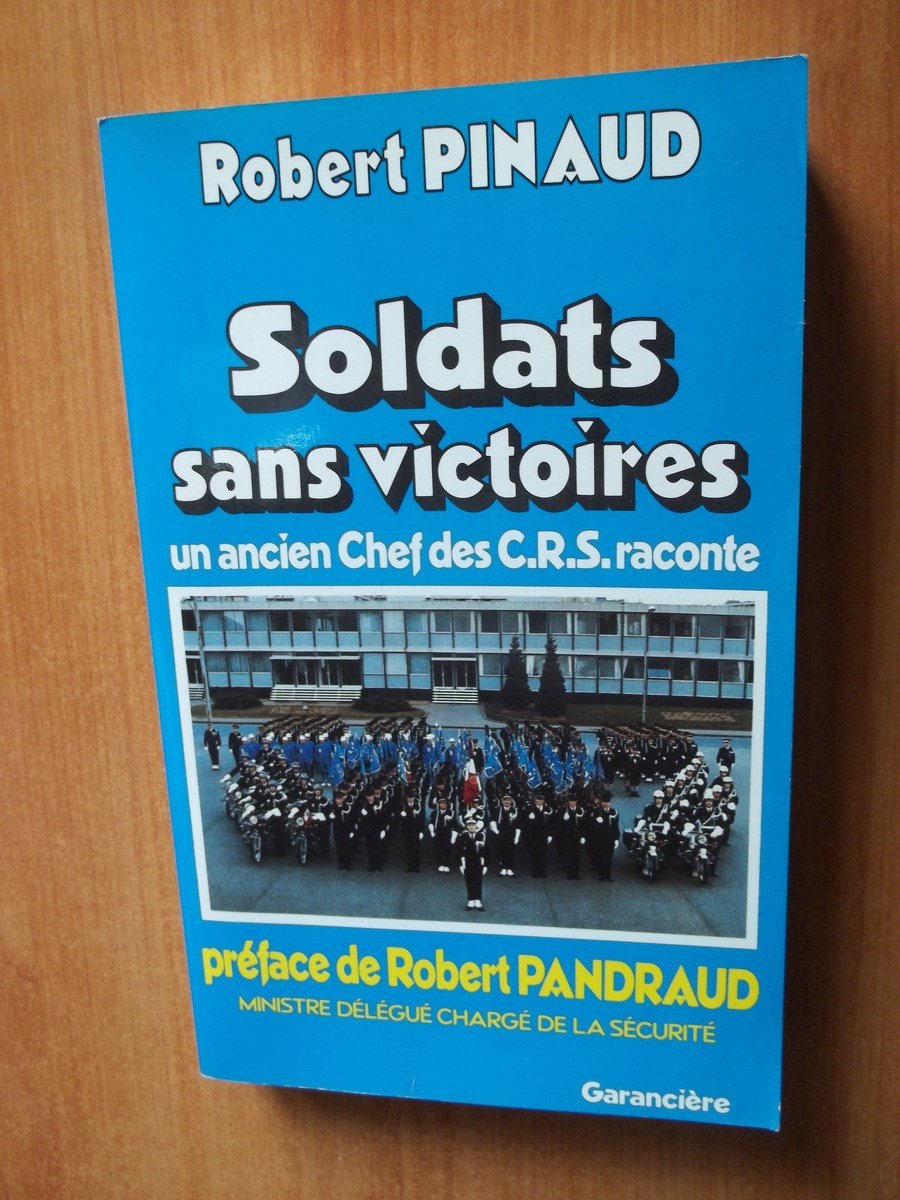 Robert PINAUD
Soldats
sans victoires
un ancien Chef des C.R.S. raconte
préface de Robert PANDRAUD
MINISTRE DÉLÉGUÉ CHARGÉ DE LA SÉCURITÉ
Garancière